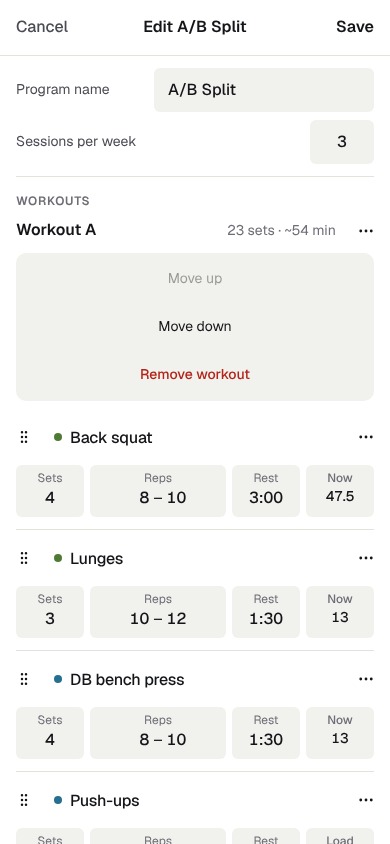 Cancel Edit A/B Split Save
Program name A/B Split
Sessions per week 3
WORKOUTS
Workout A 23 sets · ~54 min
Move up
Move down
Remove workout
Back squat
Sets Reps Rest Now
4 8 – 10 3:00 47.5
Lunges
Sets Reps Rest Now
3 10 – 12 1:30 13
DB bench press
Sets Reps Rest Now
4 8 – 10 1:30 13
Push-ups
Sets Reps Rest Load